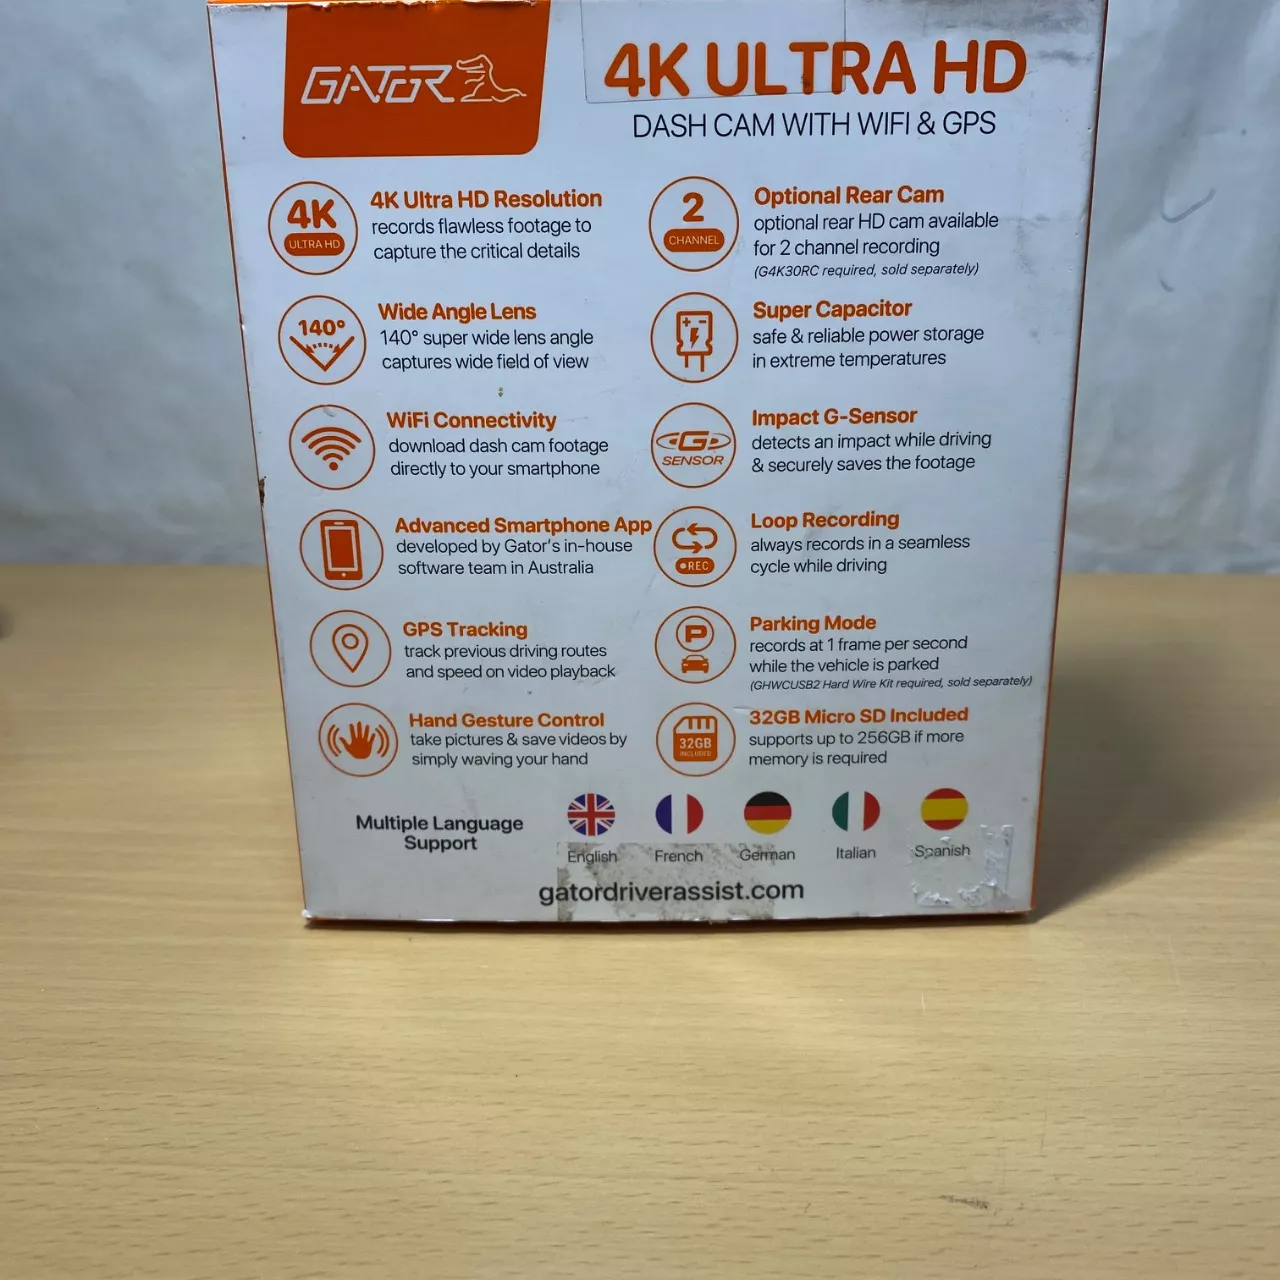 GATOR
4K ULTRA HD
DASH CAM WITH WIFI & GPS
4K
ULTRA HD
4K Ultra HD Resolution
records flawless footage to
capture the critical details
2
CHANNEL
Optional Rear Cam
optional rear HD cam available
for 2 channel recording
(G4K30RC required, sold separately)
140°
Wide Angle Lens
140° super wide lens angle
captures wide field of view
Super Capacitor
safe & reliable power storage
in extreme temperatures
WiFi Connectivity
download dash cam footage
directly to your smartphone
G
SENSOR
Impact G-Sensor
detects an impact while driving
& securely saves the footage
Advanced Smartphone App
developed by Gator's in-house
software team in Australia
REC
Loop Recording
always records in a seamless
cycle while driving
GPS Tracking
track previous driving routes
and speed on video playback
P
Parking Mode
records at 1 frame per second
while the vehicle is parked
(GHWCUSB2 Hard Wire Kit required, sold separately)
Hand Gesture Control
take pictures & save videos by
simply waving your hand
32GB
INCLUDED
32GB Micro SD Included
supports up to 256GB if more
memory is required
Multiple Language
Support
English
French
German
Italian
Spanish
gatordriverassist.com